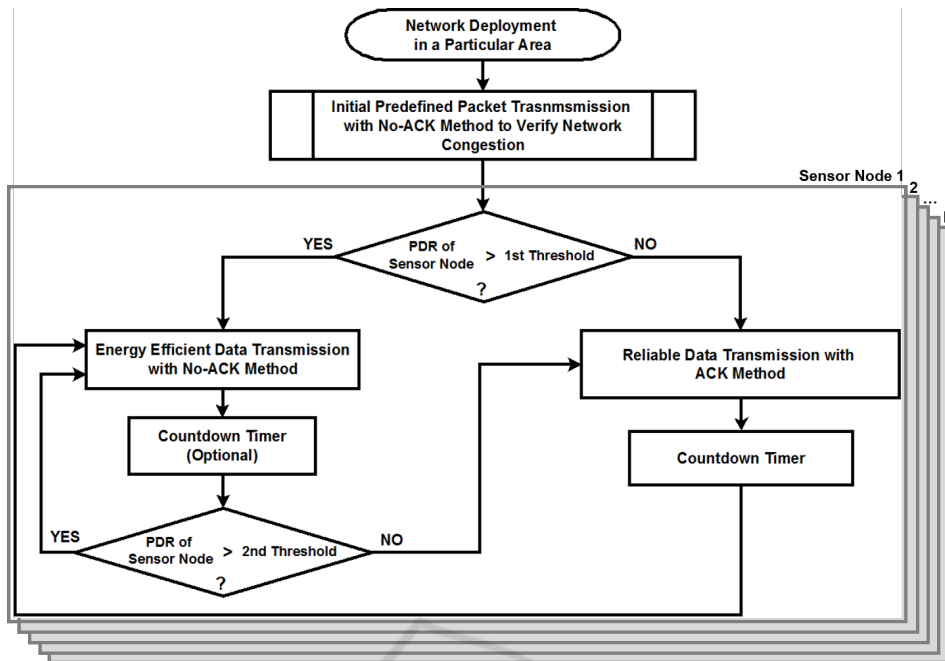 Network Deployment
in a Particular Area
Initial Predefined Packet Trasnmsmission
with No-ACK Method to Verify Network
Congestion
Sensor Node 1
2
...
YES
PDR of
Sensor Node > 1st Threshold
?
NO
Energy Efficient Data Transmission
with No-ACK Method
Reliable Data Transmission with
ACK Method
Countdown Timer
(Optional)
Countdown Timer
YES
PDR of
Sensor Node > 2nd Threshold
?
NO